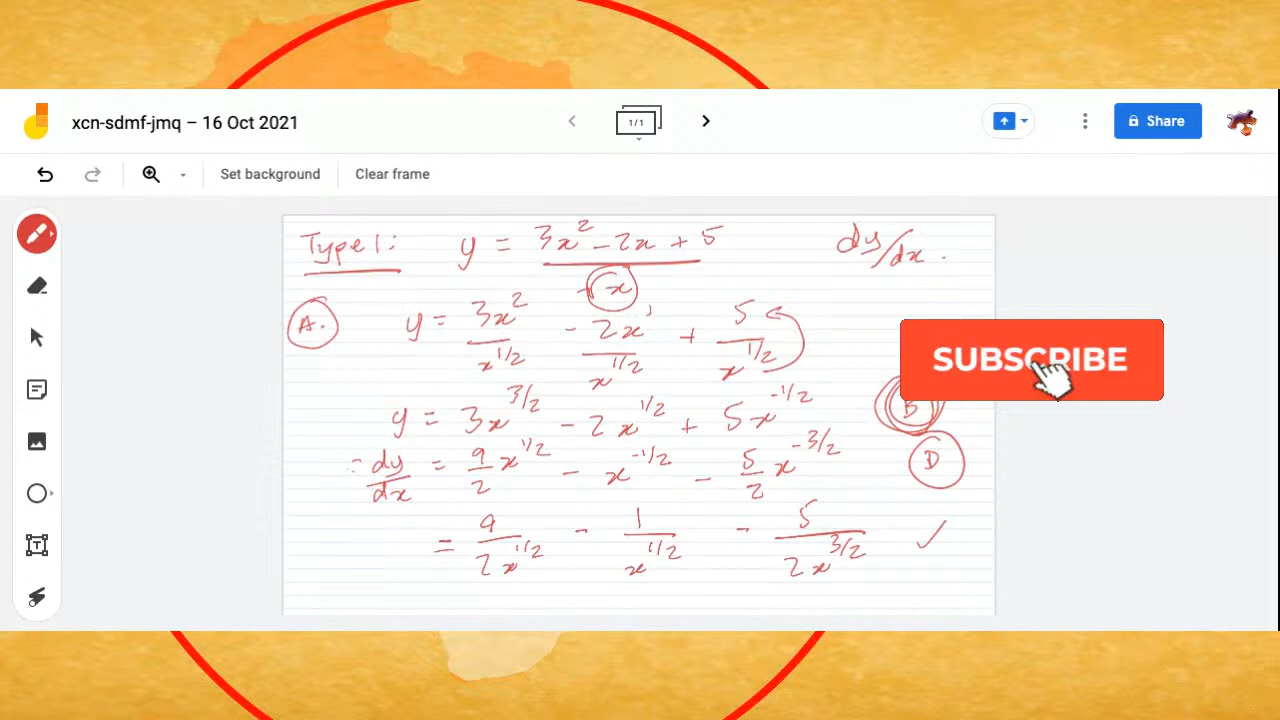 xcn-sdmf-jmq – 16 Oct 2021
1/1
Share
Set background
Clear frame
Type 1: y = (3x² - 2x + 5)/√x dy/dx.
A. y = 3x²/x^1/2 - 2x¹/x^1/2 + 5/x^1/2
SUBSCRIBE
y = 3x^3/2 - 2x^1/2 + 5x^-1/2 B
= dy/dx = 9/2 x^1/2 - x^-1/2 - 5/2 x^-3/2 D
= 9/2x^1/2 - 1/x^1/2 - 5/2x^3/2 ✓